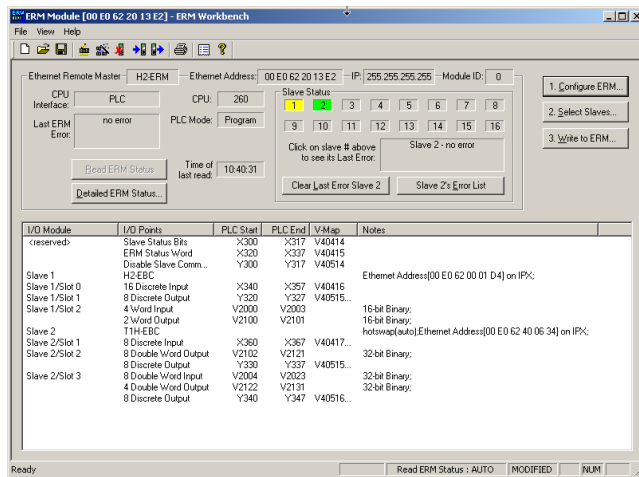 ERM Module [00 E0 62 20 13 E2] - ERM Workbench
File View Help
Ethernet Remote Master H2-ERM Ethernet Address: 00 E0 62 20 13 E2 IP: 255.255.255.255 Module ID: 0
CPU Interface: PLC CPU: 260
Last ERM Error: no error PLC Mode: Program
Read ERM Status Time of last read: 10:40:31
Detailed ERM Status...
Slave Status
1 2 3 4 5 6 7 8
9 10 11 12 13 14 15 16
Click on slave # above to see its Last Error: Slave 2 - no error
Clear Last Error Slave 2 Slave 2's Error List
1. Configure ERM...
2. Select Slaves...
3. Write to ERM...
I/O Module I/O Points PLC Start PLC End V-Map Notes
<reserved> Slave Status Bits X300 X317 V40414
ERM Status Word X320 X337 V40415
Disable Slave Comm... Y300 Y317 V40514
Slave 1 H2-EBC Ethernet Address[00 E0 62 00 01 D4] on IPX;
Slave 1/Slot 0 16 Discrete Input X340 X357 V40416
Slave 1/Slot 1 8 Discrete Output Y320 Y327 V40515...
Slave 1/Slot 2 4 Word Input V2000 V2003 16-bit Binary;
2 Word Output V2100 V2101 16-bit Binary;
Slave 2 T1H-EBC hotswap(auto);Ethernet Address[00 E0 62 40 06 34] on IPX;
Slave 2/Slot 1 8 Discrete Input X360 X367 V40417...
Slave 2/Slot 2 8 Double Word Output V2102 V2121 32-bit Binary;
8 Discrete Output Y330 Y337 V40515...
Slave 2/Slot 3 8 Double Word Input V2004 V2023 32-bit Binary;
4 Double Word Output V2122 V2131 32-bit Binary;
8 Discrete Output Y340 Y347 V40516...
Ready Read ERM Status : AUTO MODIFIED NUM